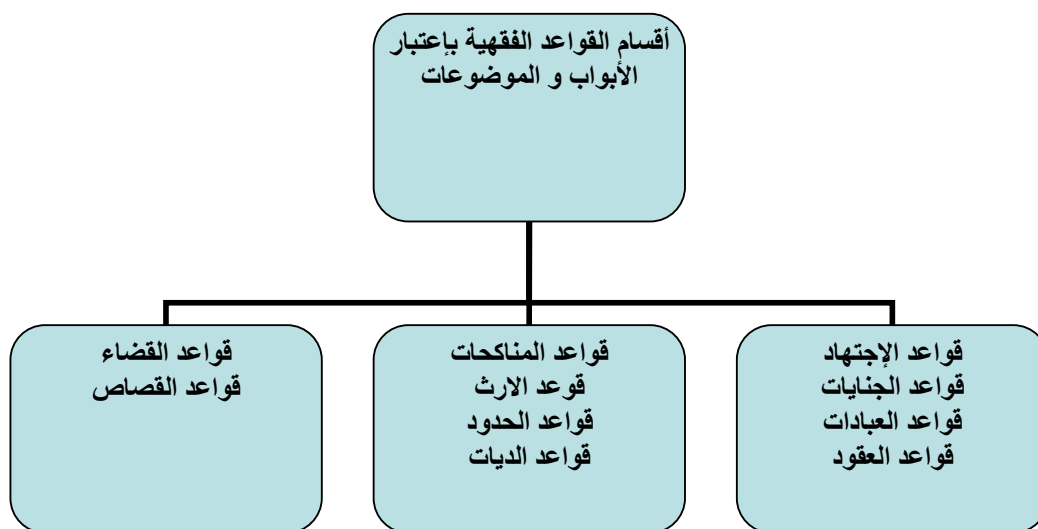 أقسام القواعد الفقهية بإعتبار
الأبواب و الموضوعات
قواعد الإجتهاد
قواعد الجنايات
قواعد العبادات
قواعد العقود
قواعد المناكحات
قوعد الارث
قواعد الحدود
قواعد الديات
قواعد القضاء
قواعد القصاص